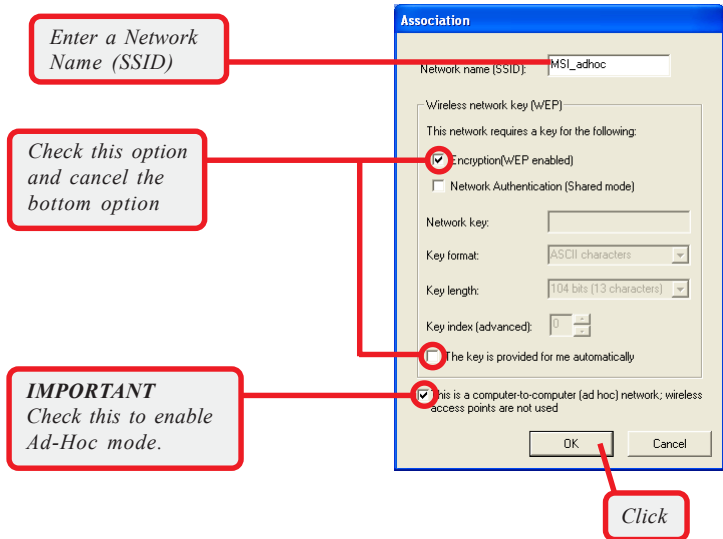 Association
Enter a Network
Name (SSID)
Network name (SSID): MSI_adhoc
Wireless network key (WEP)
This network requires a key for the following:
Check this option
and cancel the
bottom option
Encryption(WEP enabled)
Network Authentication (Shared mode)
Network key:
Key format: ASCII characters
Key length: 104 bits (13 characters)
Key index (advanced): 0
The key is provided for me automatically
IMPORTANT
Check this to enable
Ad-Hoc mode.
This is a computer-to-computer (ad hoc) network; wireless
access points are not used
OK Cancel
Click